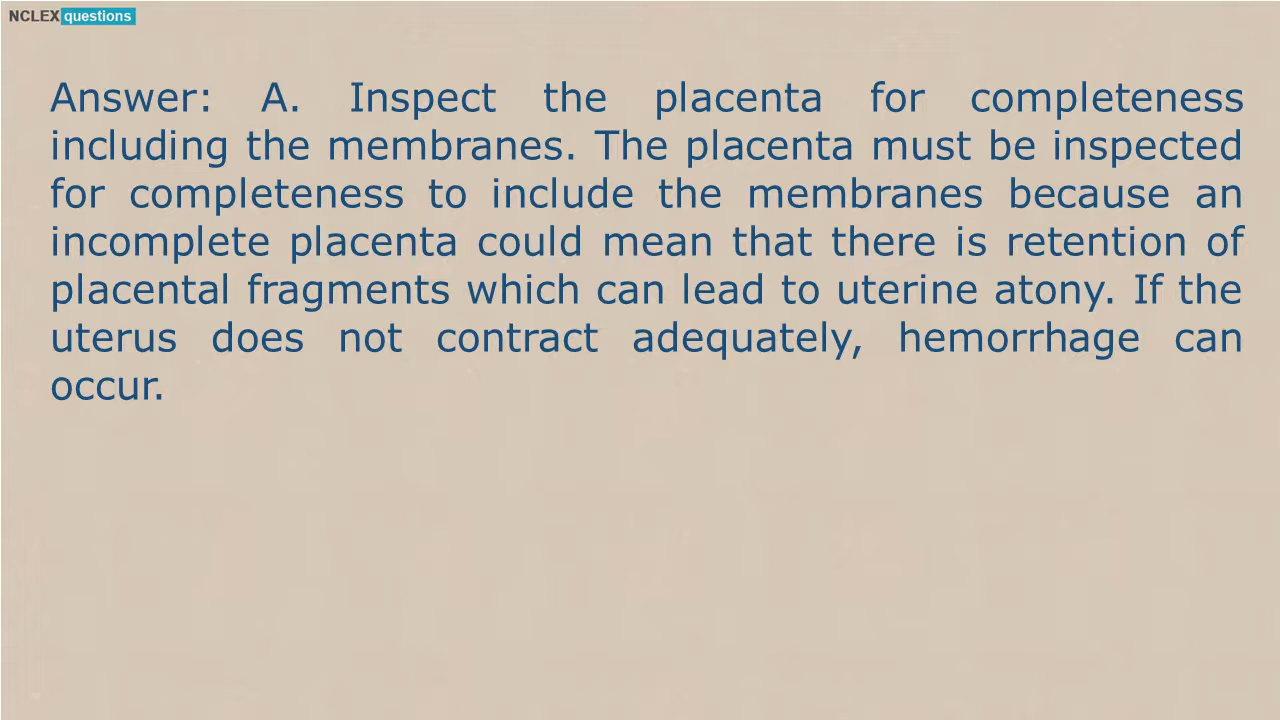 NCLEX questions
Answer: A. Inspect the placenta for completeness
including the membranes. The placenta must be inspected
for completeness to include the membranes because an
incomplete placenta could mean that there is retention of
placental fragments which can lead to uterine atony. If the
uterus does not contract adequately, hemorrhage can
occur.